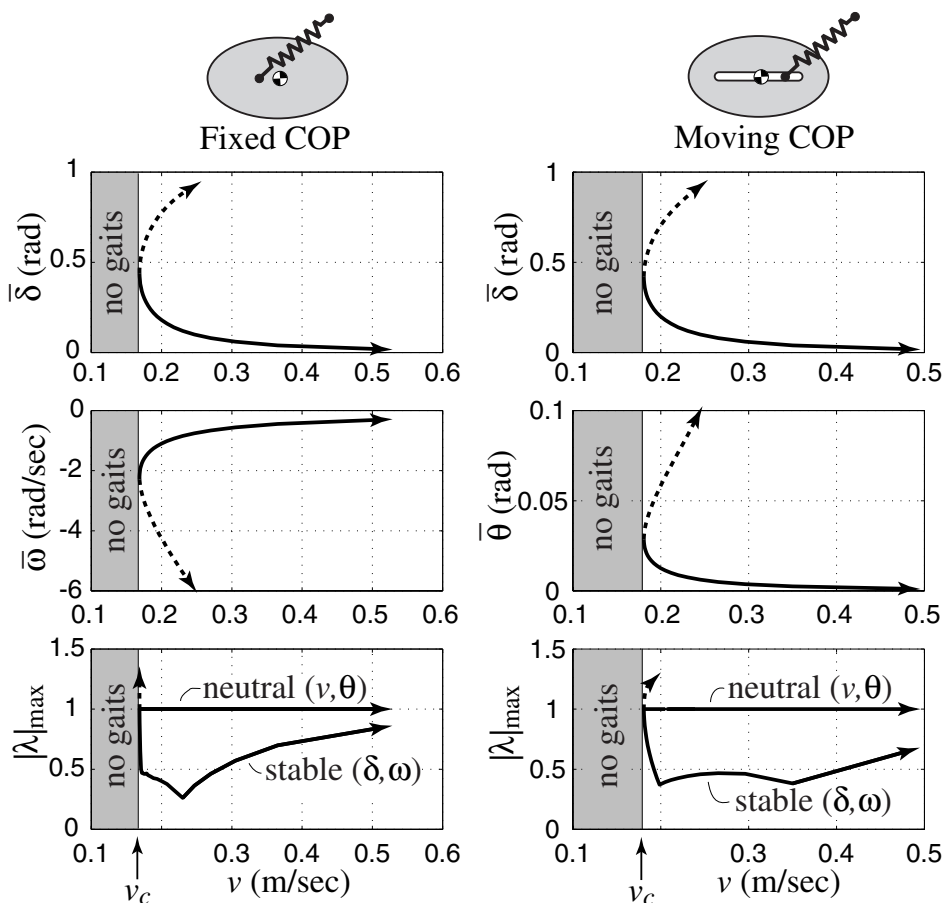 Fixed COP
Moving COP
1
0.5
0
δ̄ (rad)
no gaits
0.1 0.2 0.3 0.4 0.5 0.6
1
0.5
0
δ̄ (rad)
no gaits
0.1 0.2 0.3 0.4 0.5
0
-2
-4
-6
ω̄ (rad/sec)
no gaits
0.1 0.2 0.3 0.4 0.5 0.6
0.1
0.05
0
θ̄ (rad)
no gaits
0.1 0.2 0.3 0.4 0.5
1.5
1
0.5
0
|λ|max
no gaits
neutral (v,θ)
stable (δ,ω)
0.1 0.2 0.3 0.4 0.5 0.6
vc
v (m/sec)
1.5
1
0.5
0
|λ|max
no gaits
neutral (v,θ)
stable (δ,ω)
0.1 0.2 0.3 0.4 0.5
vc
v (m/sec)